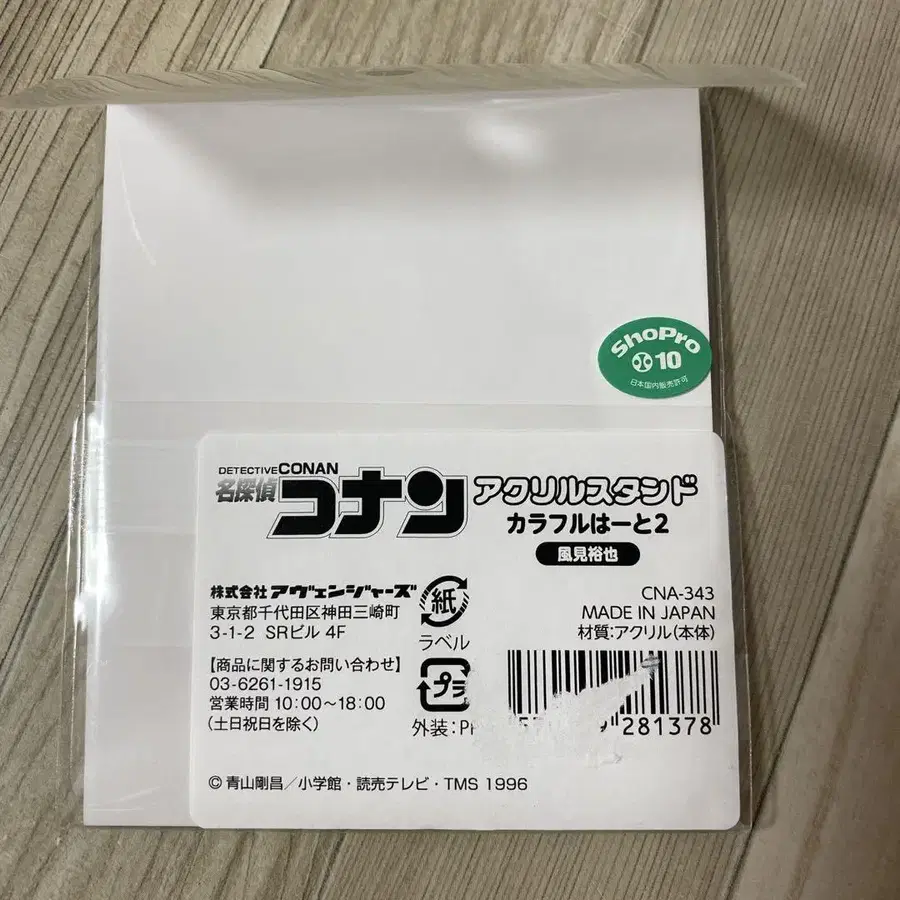 ShoPro
10
日本国内販売許可
DETECTIVE CONAN
名探偵コナン
アクリルスタンド
カラフルはーと2
風見裕也
株式会社 アヴェンジャーズ
東京都千代田区神田三崎町
3-1-2 SRビル 4F
【商品に関するお問い合わせ】
03-6261-1915
営業時間 10:00〜18:00
(土日祝日を除く)
紙
ラベル
プラ
外装:P
CNA-343
MADE IN JAPAN
材質:アクリル(本体)
281378
© 青山剛昌／小学館・読売テレビ・TMS 1996